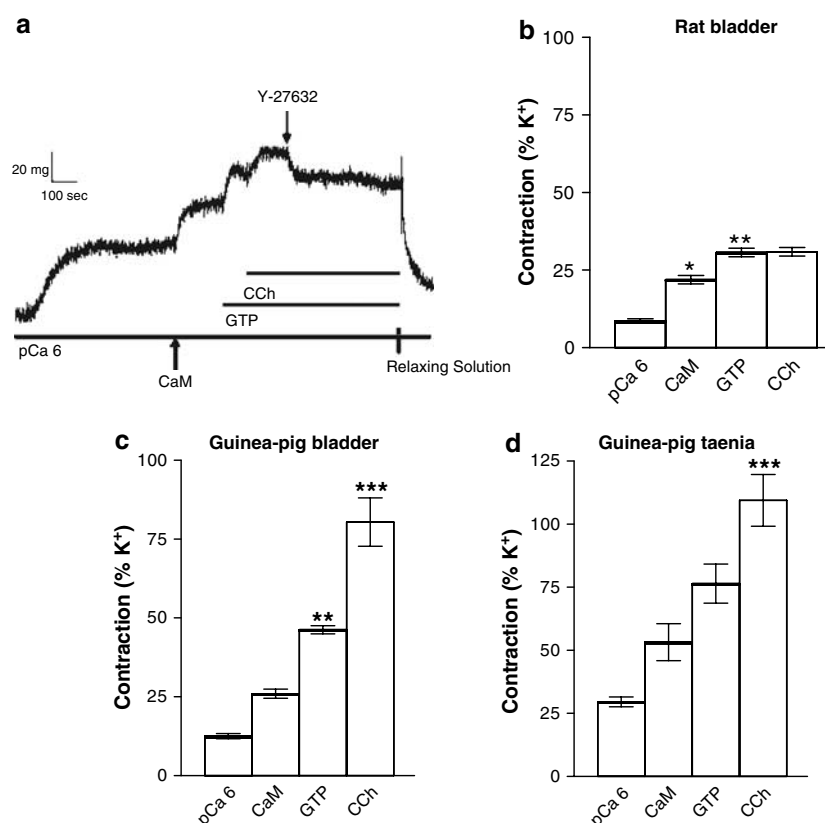 a
Y-27632
20 mg
100 sec
CCh
GTP
pCa 6
CaM
Relaxing Solution
b
Rat bladder
Contraction (% K⁺)
100
75
50
25
0
*
**
pCa 6
CaM
GTP
CCh
c
Guinea-pig bladder
Contraction (% K⁺)
100
75
50
25
0
**
***
pCa 6
CaM
GTP
CCh
d
Guinea-pig taenia
Contraction (% K⁺)
125
100
75
50
25
0
***
pCa 6
CaM
GTP
CCh